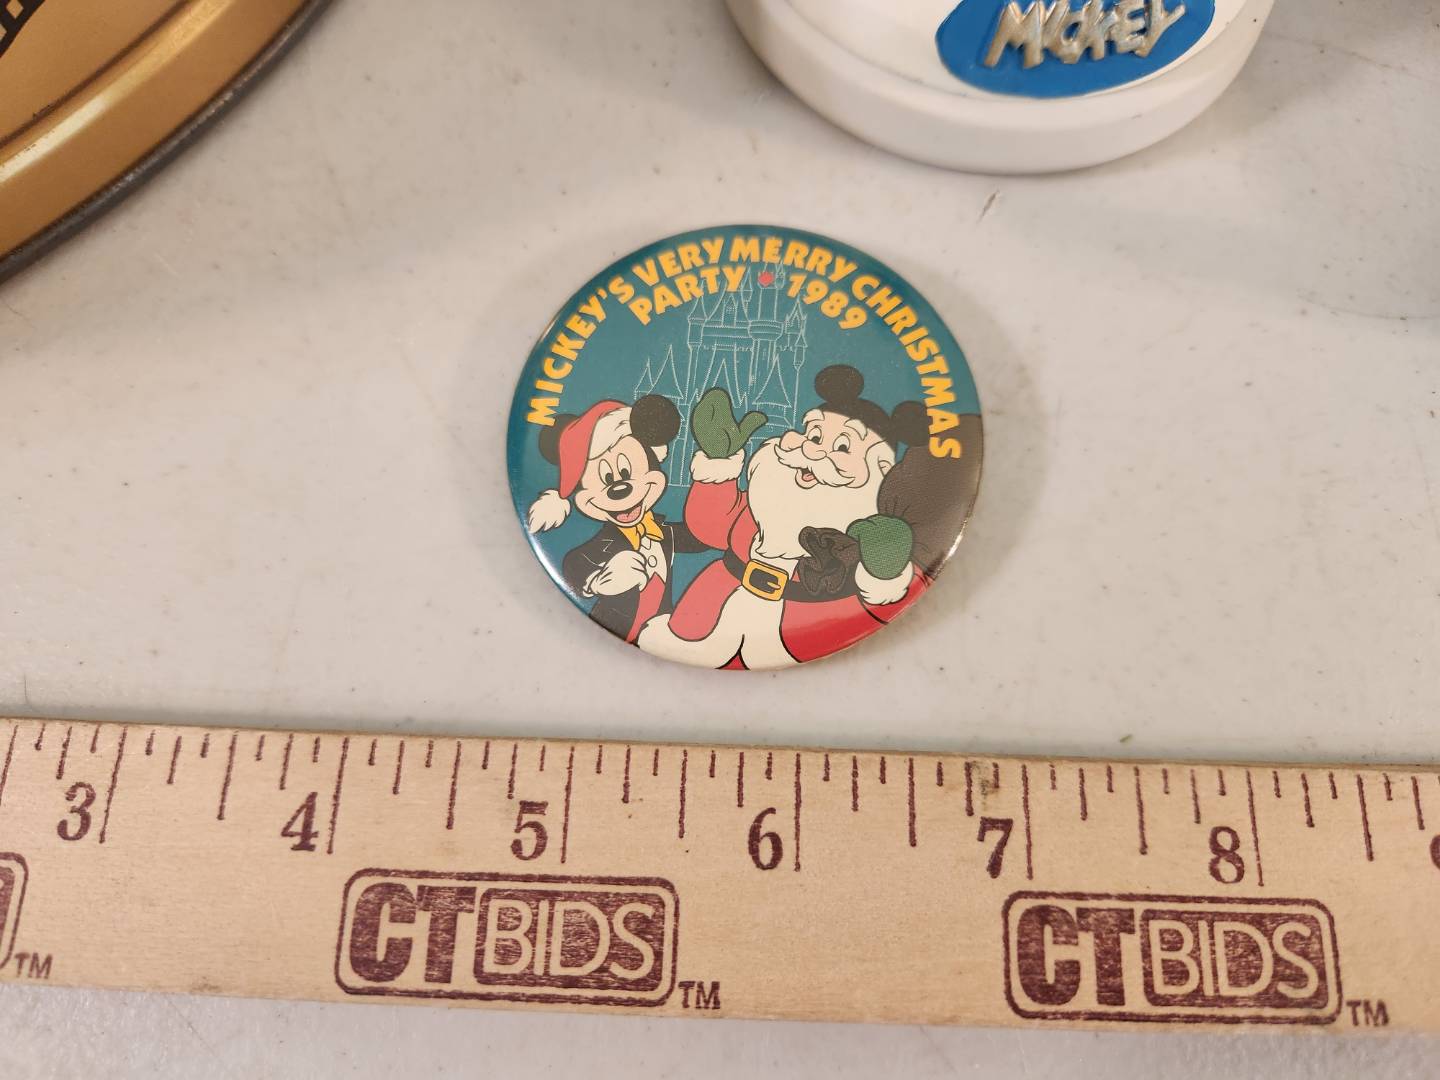 MICKEY
MICKEY'S VERY MERRY CHRISTMAS
PARTY • 1989
3 4 5 6 7 8
TM
CTBIDS TM
CTBIDS TM